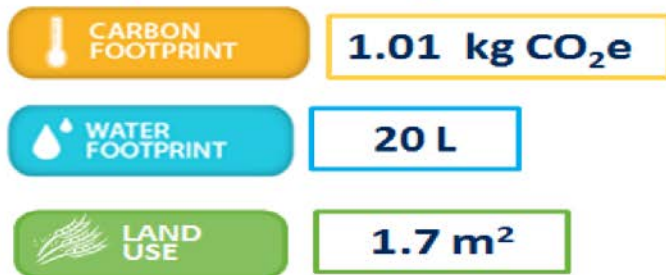 CARBON
FOOTPRINT
1.01 kg CO₂e
WATER
FOOTPRINT
20 L
LAND
USE
1.7 m²